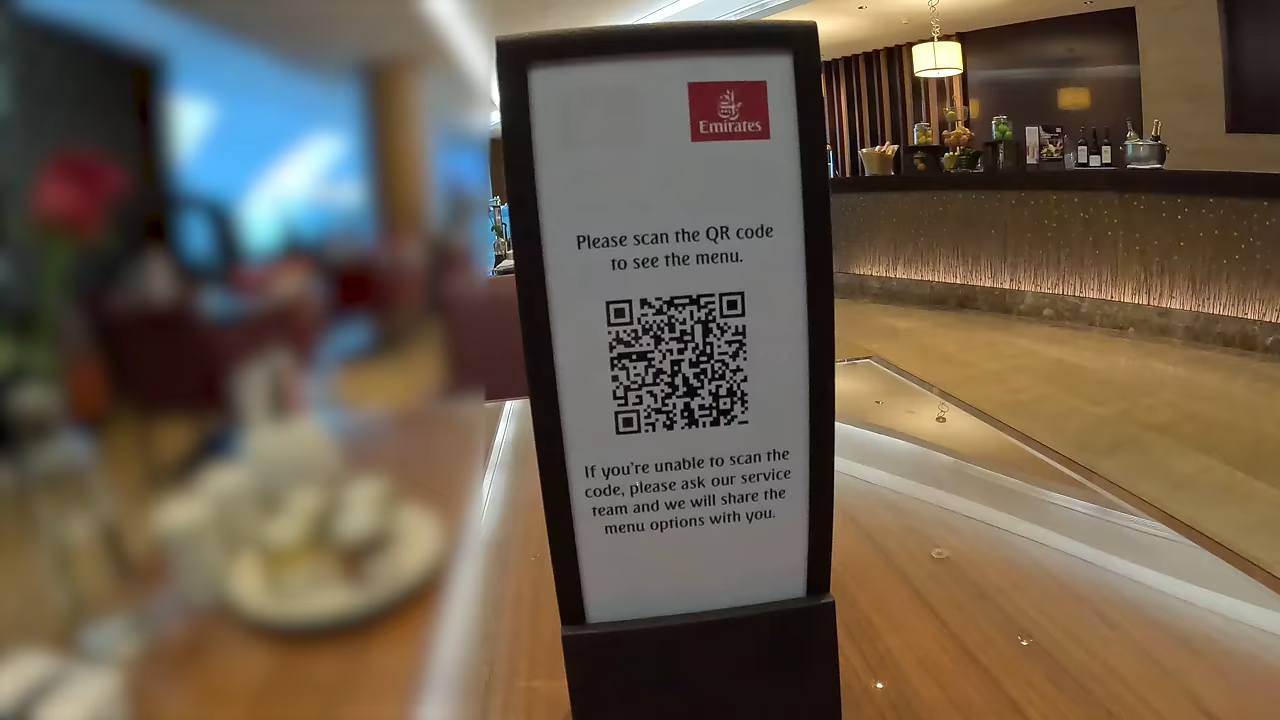 Emirates
Please scan the QR code
to see the menu.
If you're unable to scan the
code, please ask our service
team and we will share the
menu options with you.